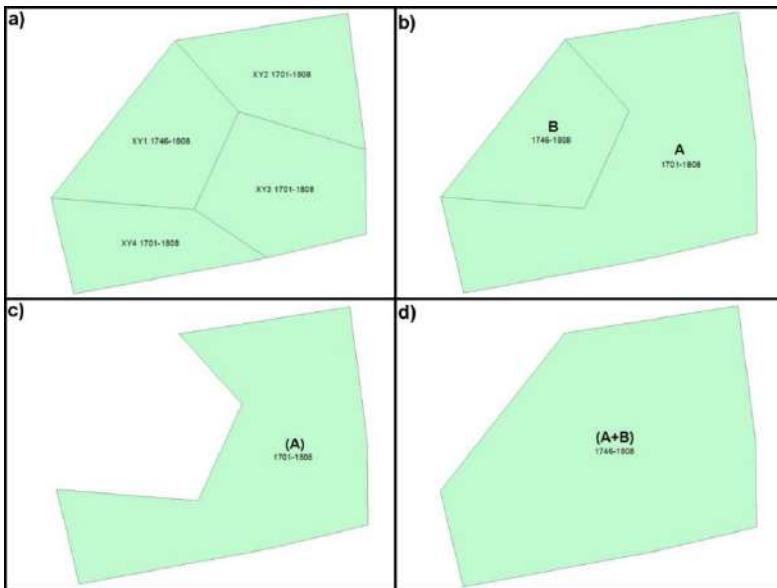 a)
XY2 1701-1808
XY1 1746-1808
XY3 1701-1808
XY4 1701-1808
b)
B
1746-1808
A
1701-1808
c)
(A)
1701-1808
d)
(A+B)
1746-1808